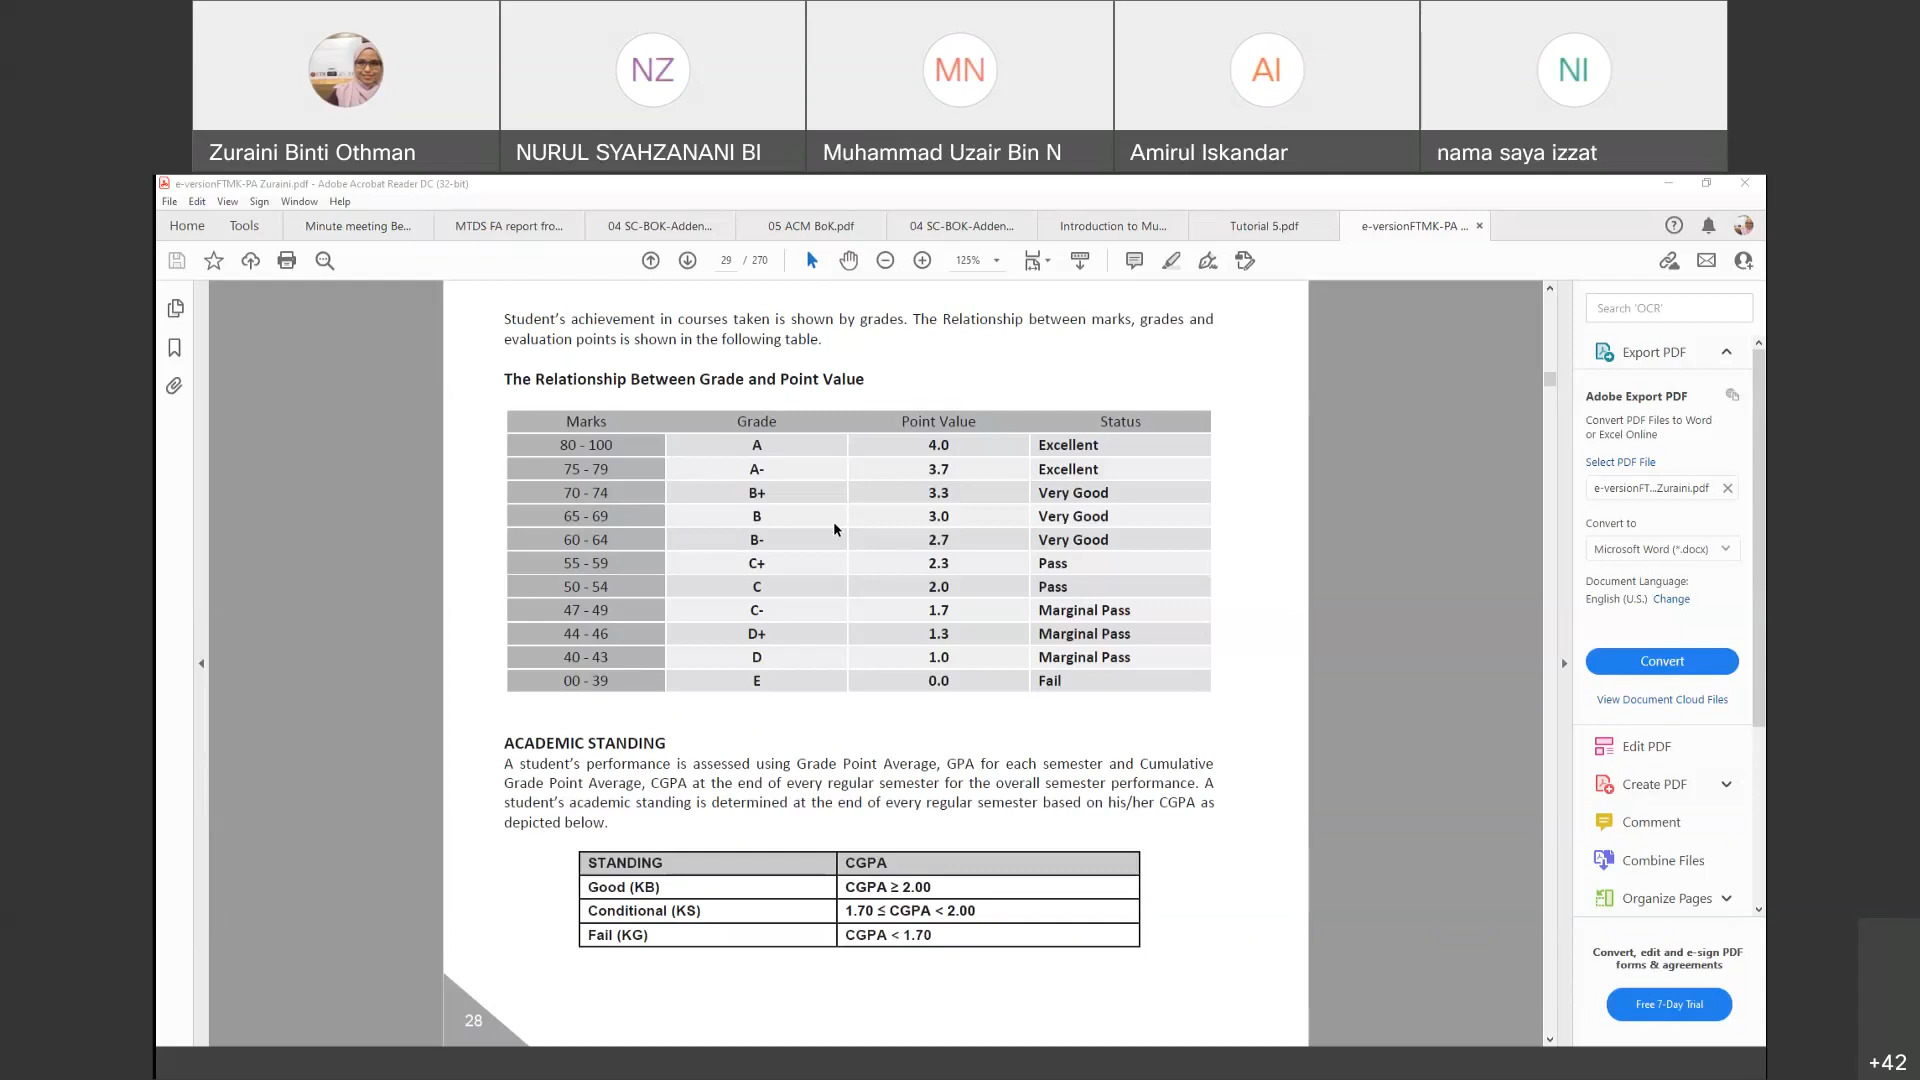 NZ
MN
AI
NI
Zuraini Binti Othman
NURUL SYAHZANANI BI
Muhammad Uzair Bin N
Amirul Iskandar
nama saya izzat
e-versionFTMK-PA Zuraini.pdf - Adobe Acrobat Reader DC (32-bit)
File Edit View Sign Window Help
Home Tools Minute meeting Be... MTDS FA report fro... 04 SC-BOK-Adden... 05 ACM BoK.pdf 04 SC-BOK-Adden... Introduction to Mu... Tutorial 5.pdf e-versionFTMK-PA ...
29 / 270 125%
Student's achievement in courses taken is shown by grades. The Relationship between marks, grades and
evaluation points is shown in the following table.
The Relationship Between Grade and Point Value
Marks Grade Point Value Status
80 - 100 A 4.0 Excellent
75 - 79 A- 3.7 Excellent
70 - 74 B+ 3.3 Very Good
65 - 69 B 3.0 Very Good
60 - 64 B- 2.7 Very Good
55 - 59 C+ 2.3 Pass
50 - 54 C 2.0 Pass
47 - 49 C- 1.7 Marginal Pass
44 - 46 D+ 1.3 Marginal Pass
40 - 43 D 1.0 Marginal Pass
00 - 39 E 0.0 Fail
ACADEMIC STANDING
A student's performance is assessed using Grade Point Average, GPA for each semester and Cumulative
Grade Point Average, CGPA at the end of every regular semester for the overall semester performance. A
student's academic standing is determined at the end of every regular semester based on his/her CGPA as
depicted below.
STANDING CGPA
Good (KB) CGPA ≥ 2.00
Conditional (KS) 1.70 ≤ CGPA < 2.00
Fail (KG) CGPA < 1.70
28
Search 'OCR'
Export PDF
Adobe Export PDF
Convert PDF Files to Word
or Excel Online
Select PDF File
e-versionFT...Zuraini.pdf
Convert to
Microsoft Word (*.docx)
Document Language:
English (U.S.) Change
Convert
View Document Cloud Files
Edit PDF
Create PDF
Comment
Combine Files
Organize Pages
Convert, edit and e-sign PDF
forms & agreements
Free 7-Day Trial
+42